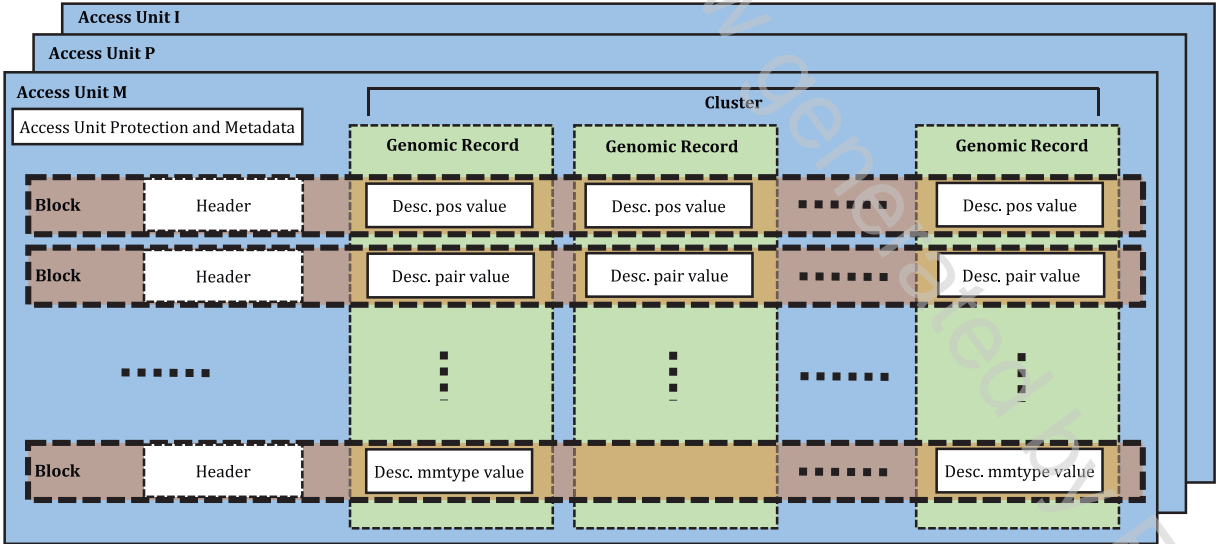 Access Unit I
Access Unit P
Access Unit M
Cluster
Access Unit Protection and Metadata
Genomic Record Genomic Record Genomic Record
Block Header Desc. pos value Desc. pos value Desc. pos value
Block Header Desc. pair value Desc. pair value Desc. pair value
Block Header Desc. mmtype value Desc. mmtype value
generated by